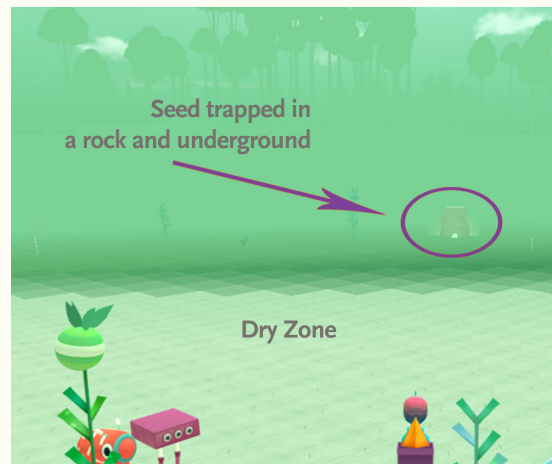 Seed trapped in
a rock and underground
Dry Zone